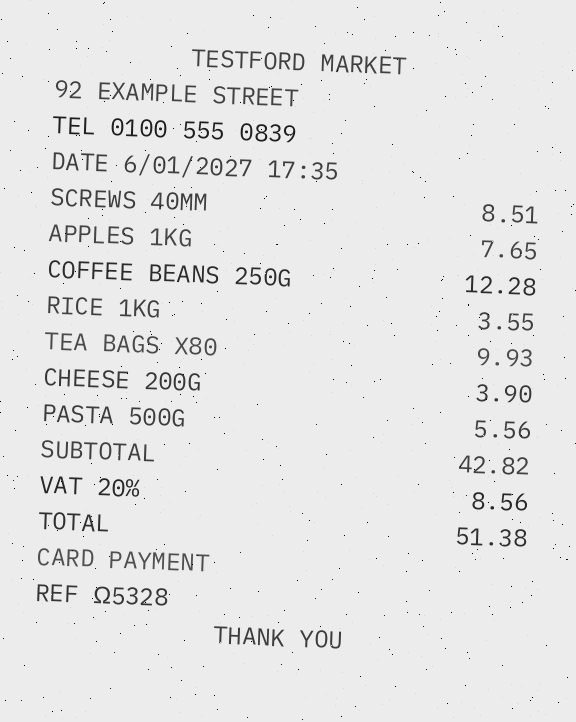 TESTFORD MARKET
92 EXAMPLE STREET
TEL 0100 555 0839
DATE 6/01/2027 17:35
SCREWS 40MM 8.51
APPLES 1KG 7.65
COFFEE BEANS 250G 12.28
RICE 1KG 3.55
TEA BAGS X80 9.93
CHEESE 200G 3.90
PASTA 500G 5.56
SUBTOTAL 42.82
VAT 20% 8.56
TOTAL 51.38
CARD PAYMENT
REF Ω5328
THANK YOU